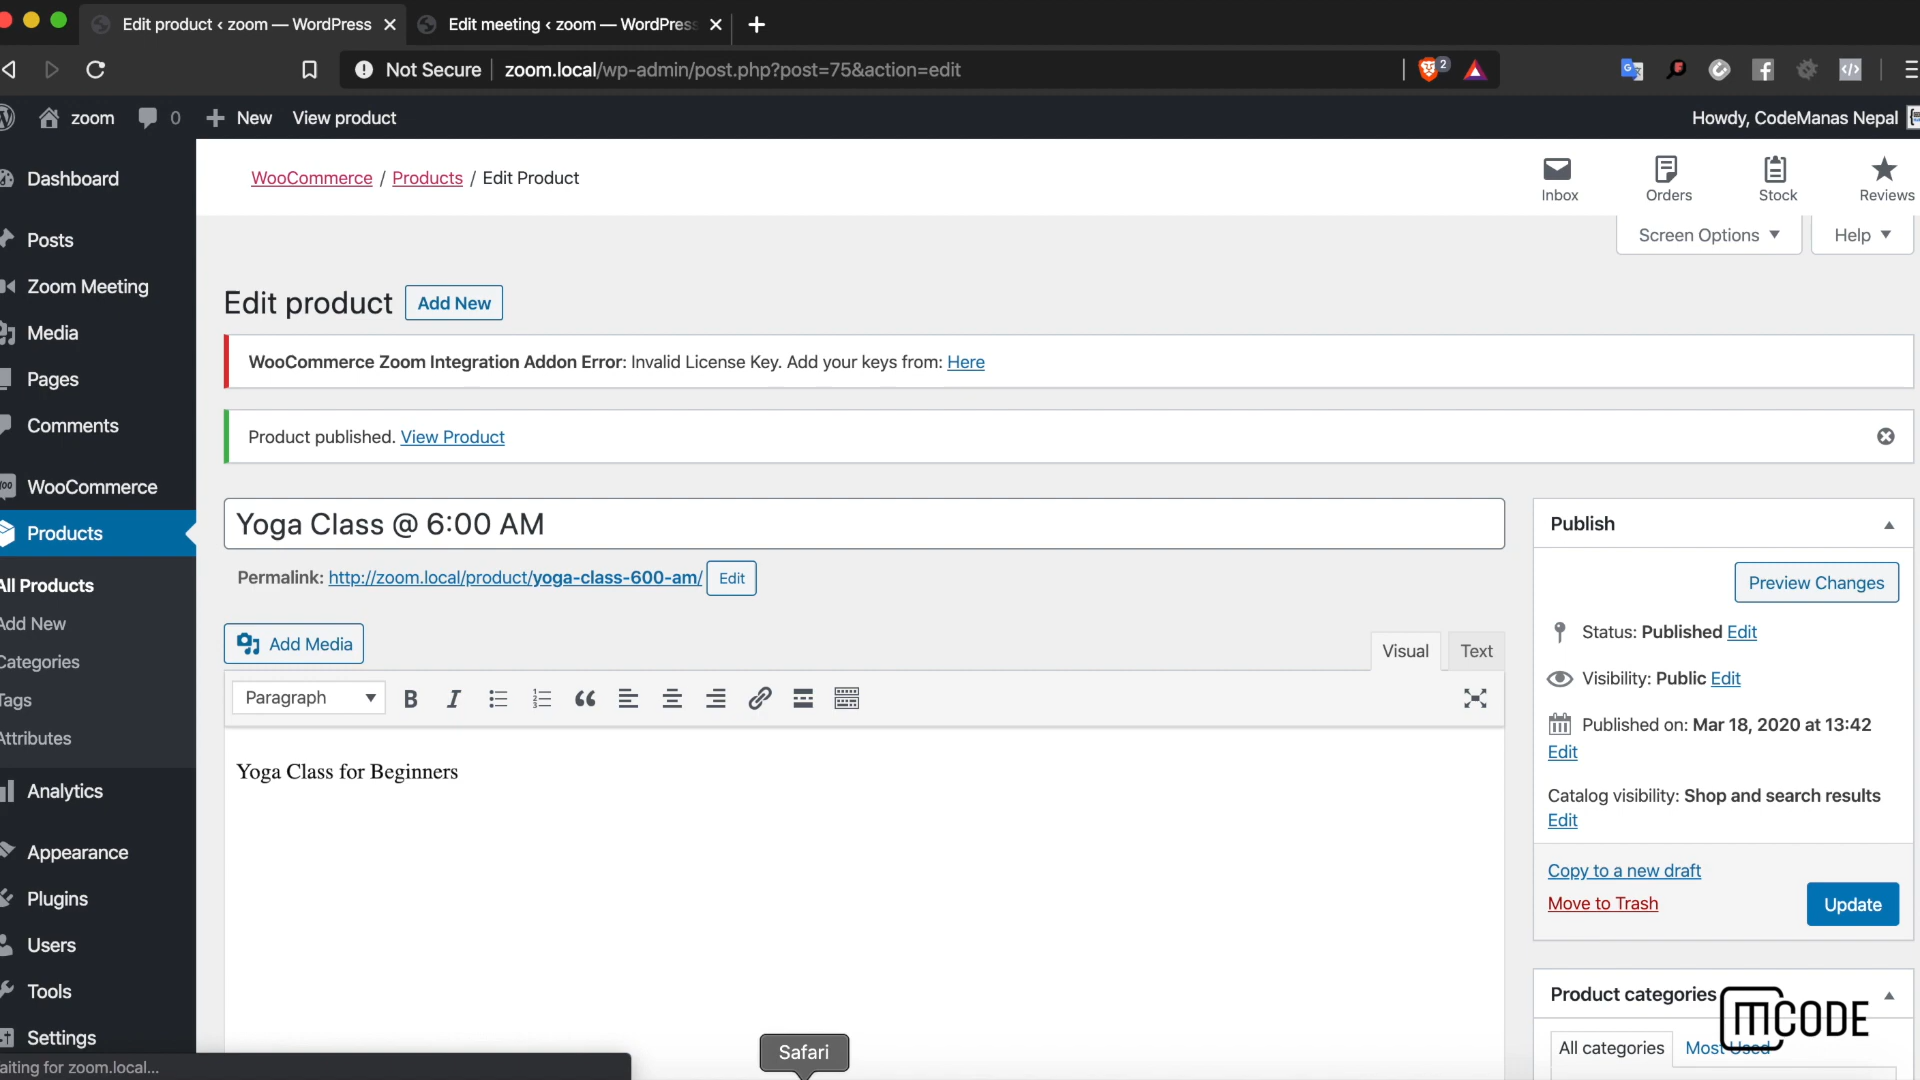 Edit product ‹ zoom — WordPress
Edit meeting ‹ zoom — WordPress
Not Secure
zoom.local/wp-admin/post.php?post=75&action=edit
2
zoom
0
New
View product
Howdy, CodeManas Nepal
Dashboard
Posts
Zoom Meeting
Media
Pages
Comments
WooCommerce
Products
All Products
Add New
Categories
Tags
Attributes
Analytics
Appearance
Plugins
Users
Tools
Settings
WooCommerce / Products / Edit Product
Inbox
Orders
Stock
Reviews
Screen Options
Help
Edit product
Add New
WooCommerce Zoom Integration Addon Error: Invalid License Key. Add your keys from: Here
Product published. View Product
Yoga Class @ 6:00 AM
Permalink: http://zoom.local/product/yoga-class-600-am/
Edit
Add Media
Visual
Text
Paragraph
Yoga Class for Beginners
Publish
Preview Changes
Status: Published Edit
Visibility: Public Edit
Published on: Mar 18, 2020 at 13:42
Edit
Catalog visibility: Shop and search results
Edit
Copy to a new draft
Move to Trash
Update
Product categories
All categories
Most Used
mCODE
Safari
aiting for zoom.local...